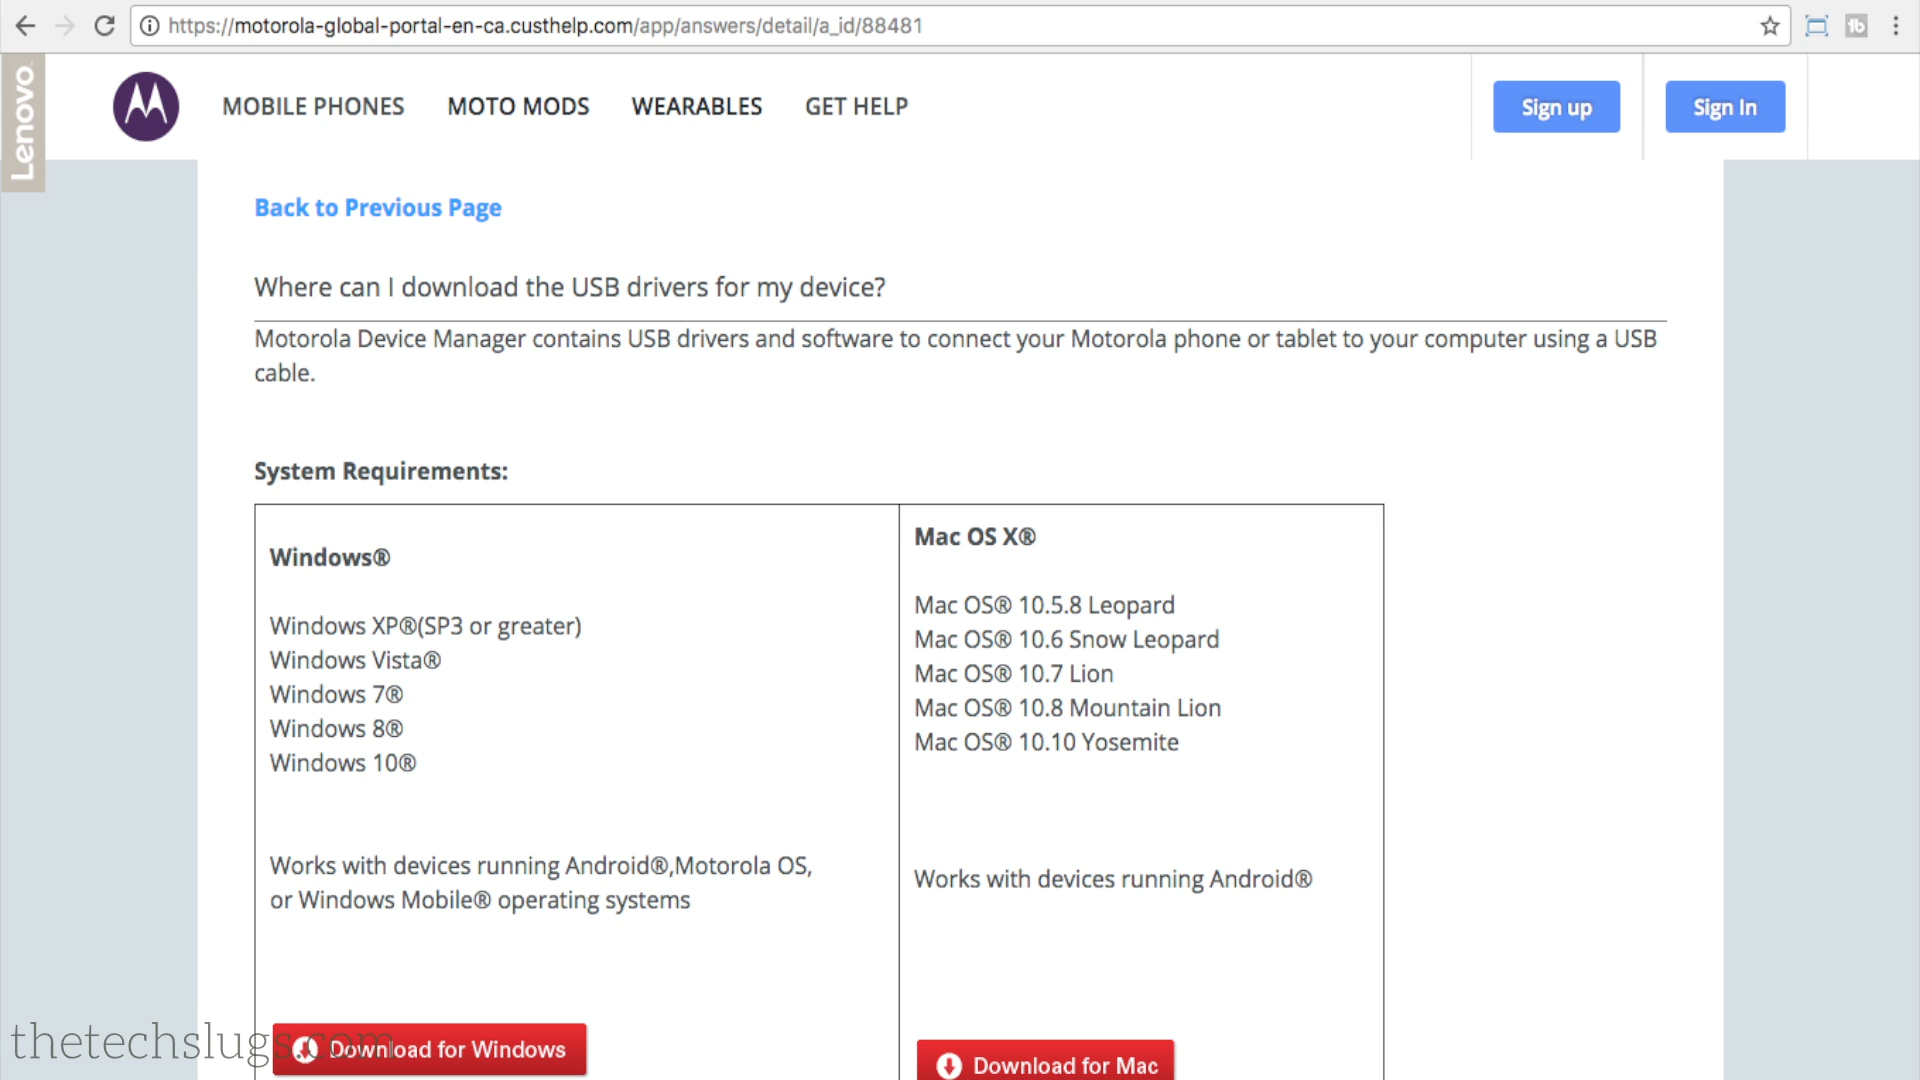 https://motorola-global-portal-en-ca.custhelp.com/app/answers/detail/a_id/88481
Lenovo
MOBILE PHONES
MOTO MODS
WEARABLES
GET HELP
Sign up
Sign In
Back to Previous Page
Where can I download the USB drivers for my device?
Motorola Device Manager contains USB drivers and software to connect your Motorola phone or tablet to your computer using a USB
cable.
System Requirements:
Windows®
Windows XP®(SP3 or greater)
Windows Vista®
Windows 7®
Windows 8®
Windows 10®
Works with devices running Android®,Motorola OS,
or Windows Mobile® operating systems
Download for Windows
Mac OS X®
Mac OS® 10.5.8 Leopard
Mac OS® 10.6 Snow Leopard
Mac OS® 10.7 Lion
Mac OS® 10.8 Mountain Lion
Mac OS® 10.10 Yosemite
Works with devices running Android®
Download for Mac
thetechslugs.com